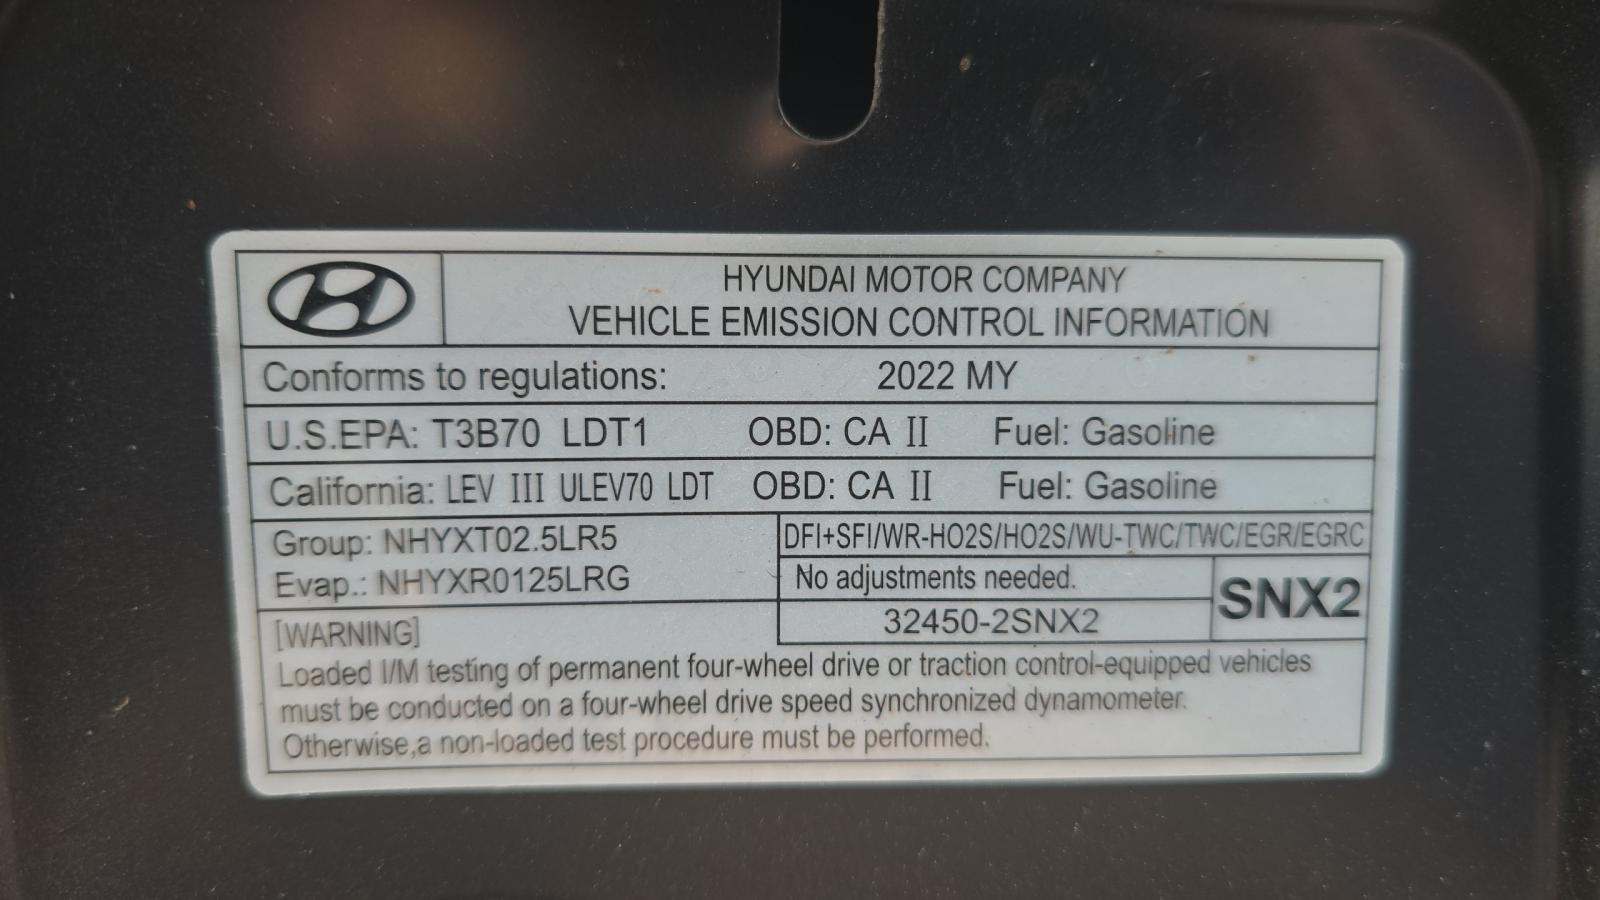 HYUNDAI MOTOR COMPANY
VEHICLE EMISSION CONTROL INFORMATION
Conforms to regulations: 2022 MY
U.S.EPA: T3B70 LDT1 OBD: CA II Fuel: Gasoline
California: LEV III ULEV70 LDT OBD: CA II Fuel: Gasoline
Group: NHYXT02.5LR5
Evap.: NHYXR0125LRG
DFI+SFI/WR-HO2S/HO2S/WU-TWC/TWC/EGR/EGRC
No adjustments needed.
32450-2SNX2
SNX2
[WARNING]
Loaded I/M testing of permanent four-wheel drive or traction control-equipped vehicles
must be conducted on a four-wheel drive speed synchronized dynamometer.
Otherwise,a non-loaded test procedure must be performed.